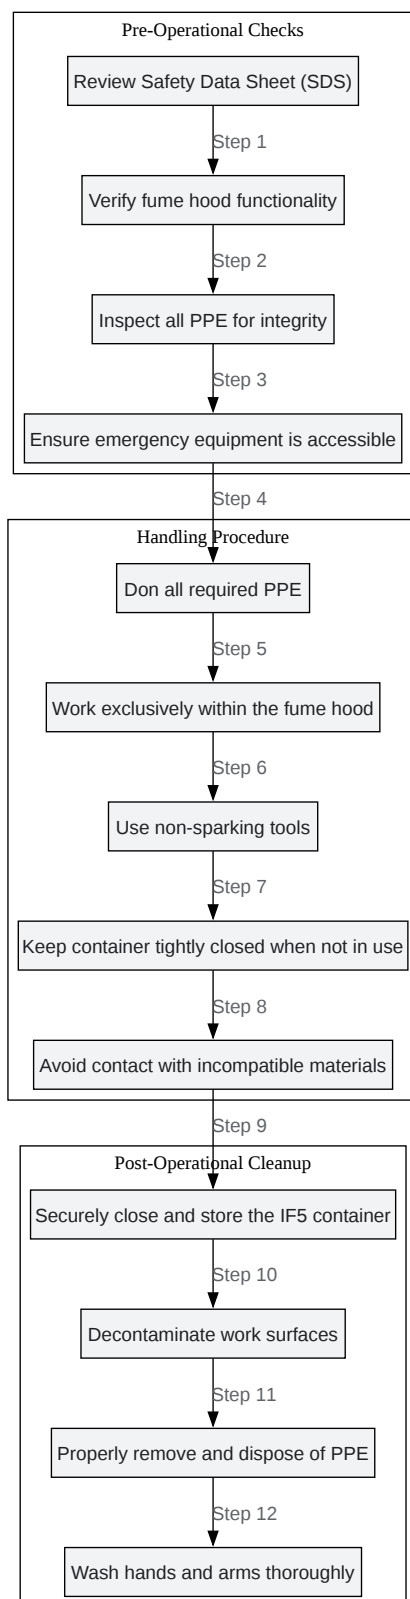 Pre-Operational Checks
Review Safety Data Sheet (SDS)
Step 1
Verify fume hood functionality
Step 2
Inspect all PPE for integrity
Step 3
Ensure emergency equipment is accessible
Step 4
Handling Procedure
Don all required PPE
Step 5
Work exclusively within the fume hood
Step 6
Use non-sparking tools
Step 7
Keep container tightly closed when not in use
Step 8
Avoid contact with incompatible materials
Step 9
Post-Operational Cleanup
Securely close and store the IF5 container
Step 10
Decontaminate work surfaces
Step 11
Properly remove and dispose of PPE
Step 12
Wash hands and arms thoroughly